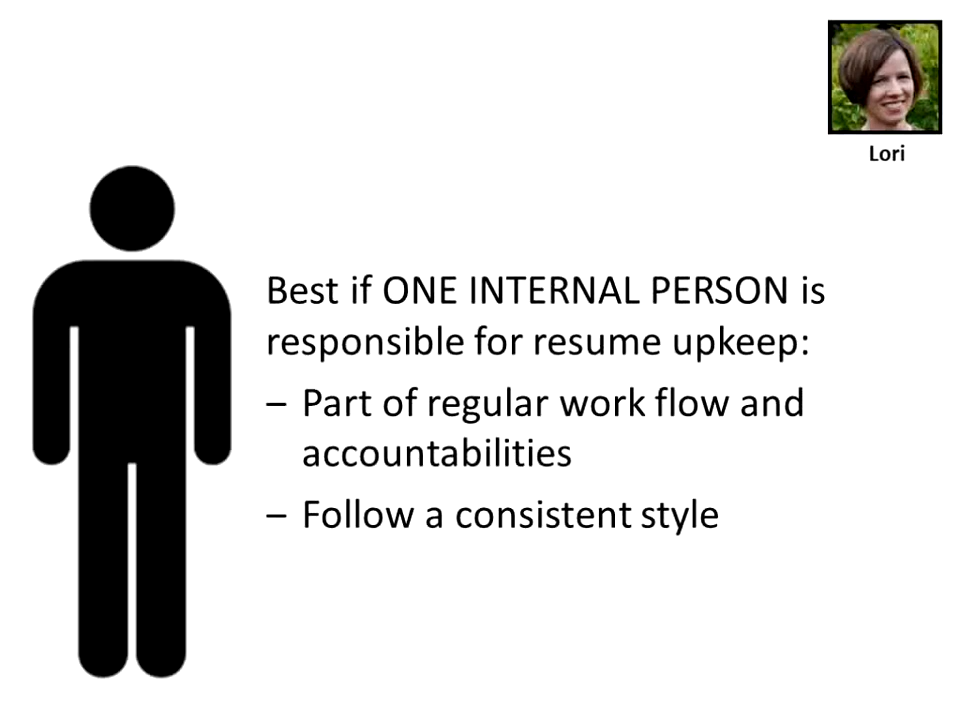 Lori
Best if ONE INTERNAL PERSON is
responsible for resume upkeep:
– Part of regular work flow and
accountabilities
– Follow a consistent style